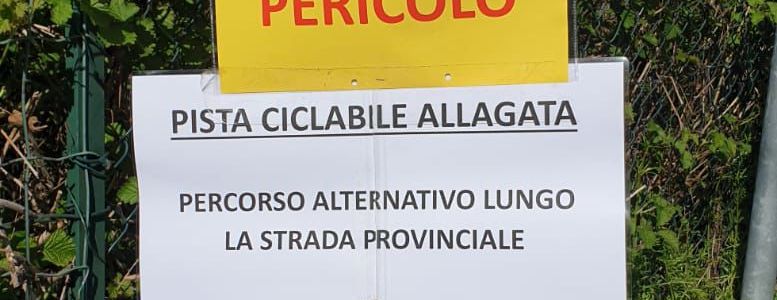 PERICOLO
PISTA CICLABILE ALLAGATA
PERCORSO ALTERNATIVO LUNGO
LA STRADA PROVINCIALE